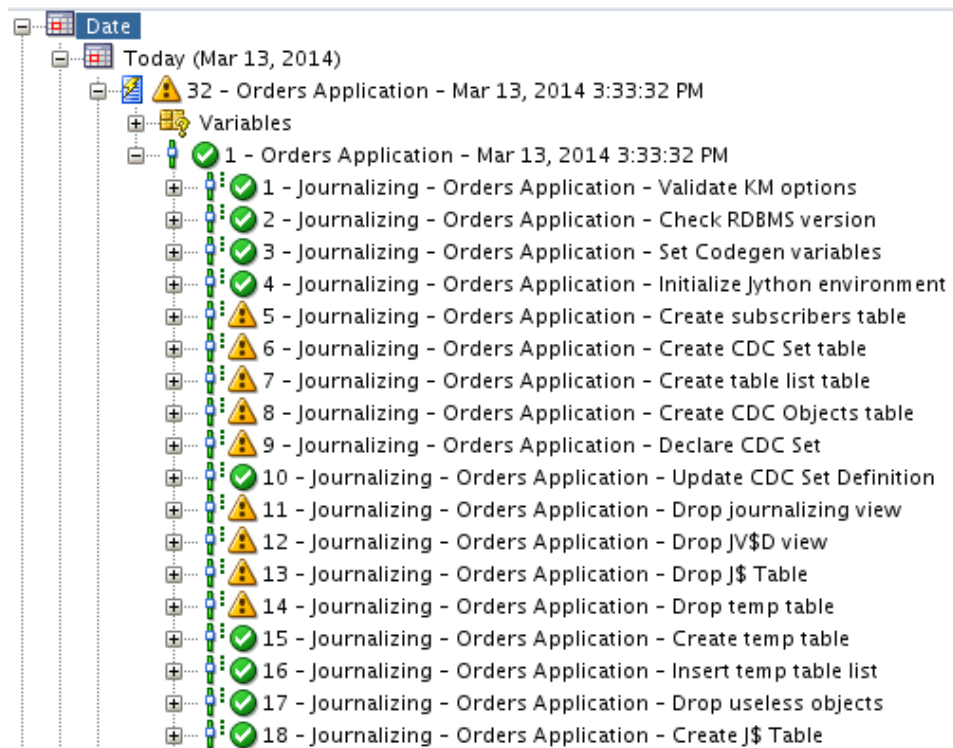 Date
Today (Mar 13, 2014)
32 - Orders Application - Mar 13, 2014 3:33:32 PM
Variables
1 - Orders Application - Mar 13, 2014 3:33:32 PM
1 - Journalizing - Orders Application - Validate KM options
2 - Journalizing - Orders Application - Check RDBMS version
3 - Journalizing - Orders Application - Set Codegen variables
4 - Journalizing - Orders Application - Initialize Jython environment
5 - Journalizing - Orders Application - Create subscribers table
6 - Journalizing - Orders Application - Create CDC Set table
7 - Journalizing - Orders Application - Create table list table
8 - Journalizing - Orders Application - Create CDC Objects table
9 - Journalizing - Orders Application - Declare CDC Set
10 - Journalizing - Orders Application - Update CDC Set Definition
11 - Journalizing - Orders Application - Drop journalizing view
12 - Journalizing - Orders Application - Drop JV$D view
13 - Journalizing - Orders Application - Drop J$ Table
14 - Journalizing - Orders Application - Drop temp table
15 - Journalizing - Orders Application - Create temp table
16 - Journalizing - Orders Application - Insert temp table list
17 - Journalizing - Orders Application - Drop useless objects
18 - Journalizing - Orders Application - Create J$ Table